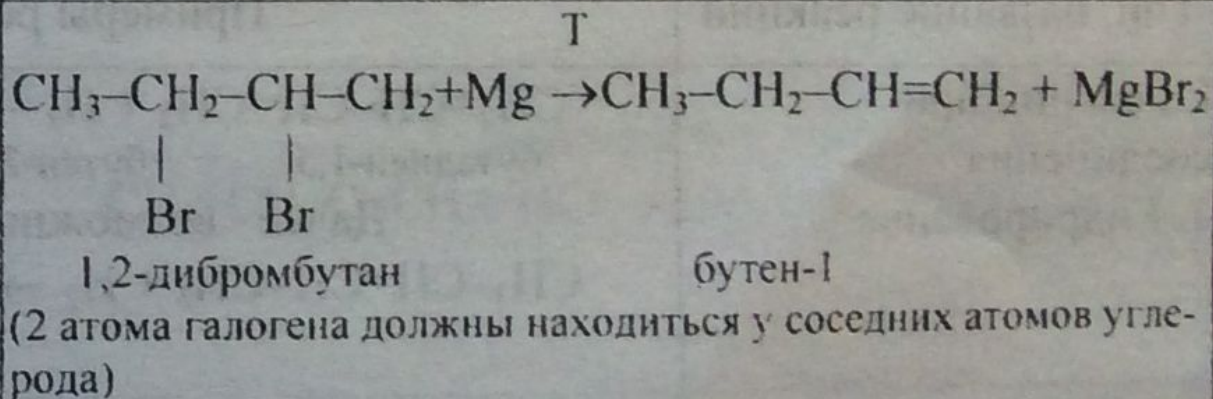 T
CH₃–CH₂–CH–CH₂+Mg →CH₃–CH₂–CH=CH₂ + MgBr₂
| |
Br Br
1,2-дибромбутан бутен-1
(2 атома галогена должны находиться у соседних атомов угле-
рода)